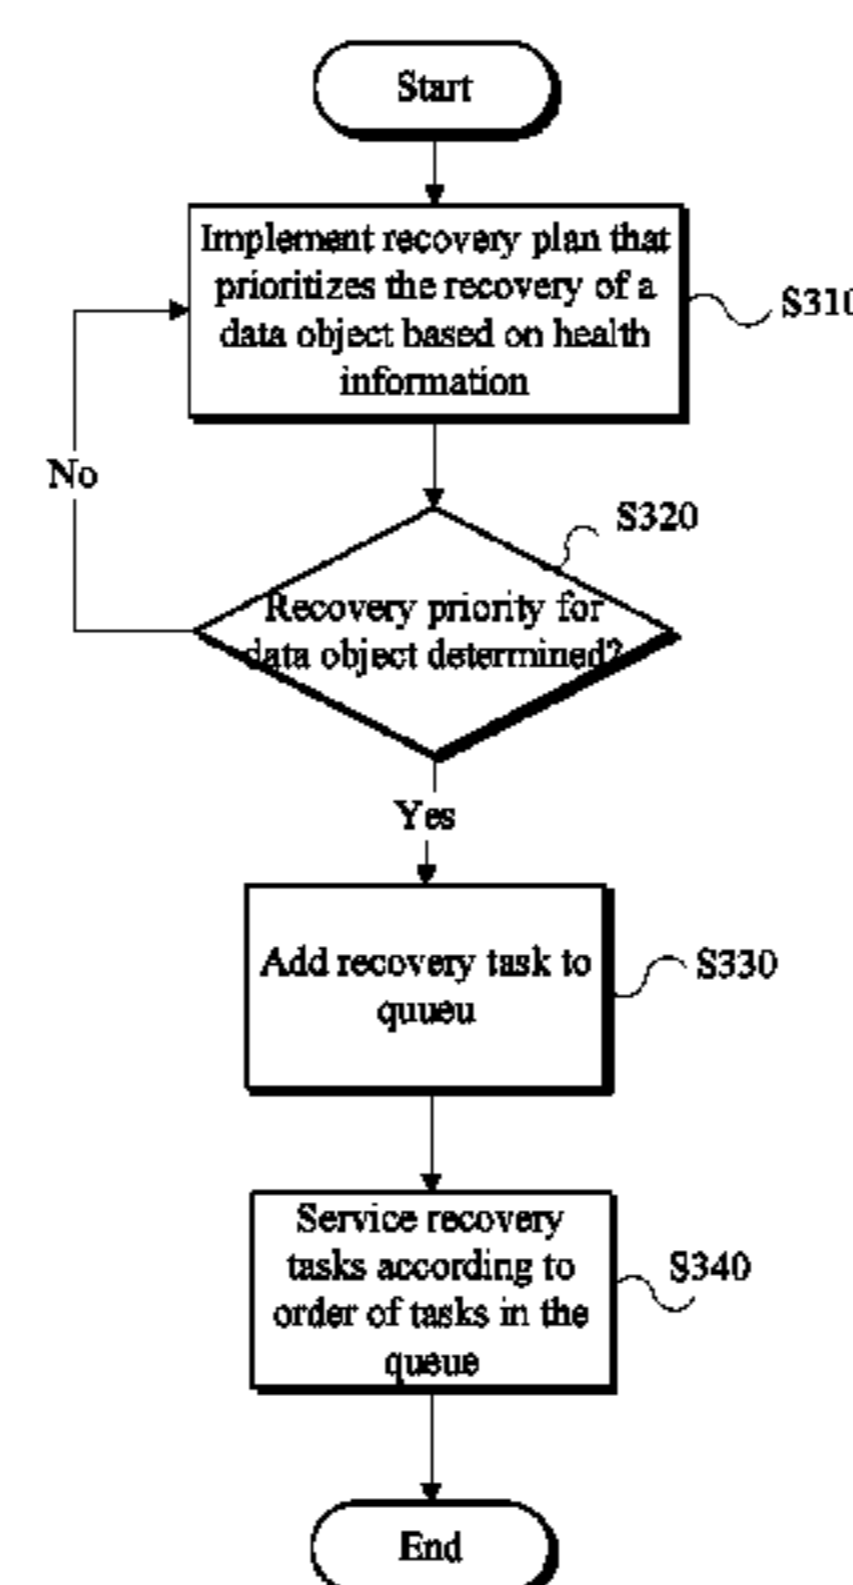 Start
Implement recovery plan that
prioritizes the recovery of a
data object based on health
information
S310
No
S320
Recovery priority for
data object determined?
Yes
Add recovery task to
quueu
S330
Service recovery
tasks according to
order of tasks in the
queue
S340
End